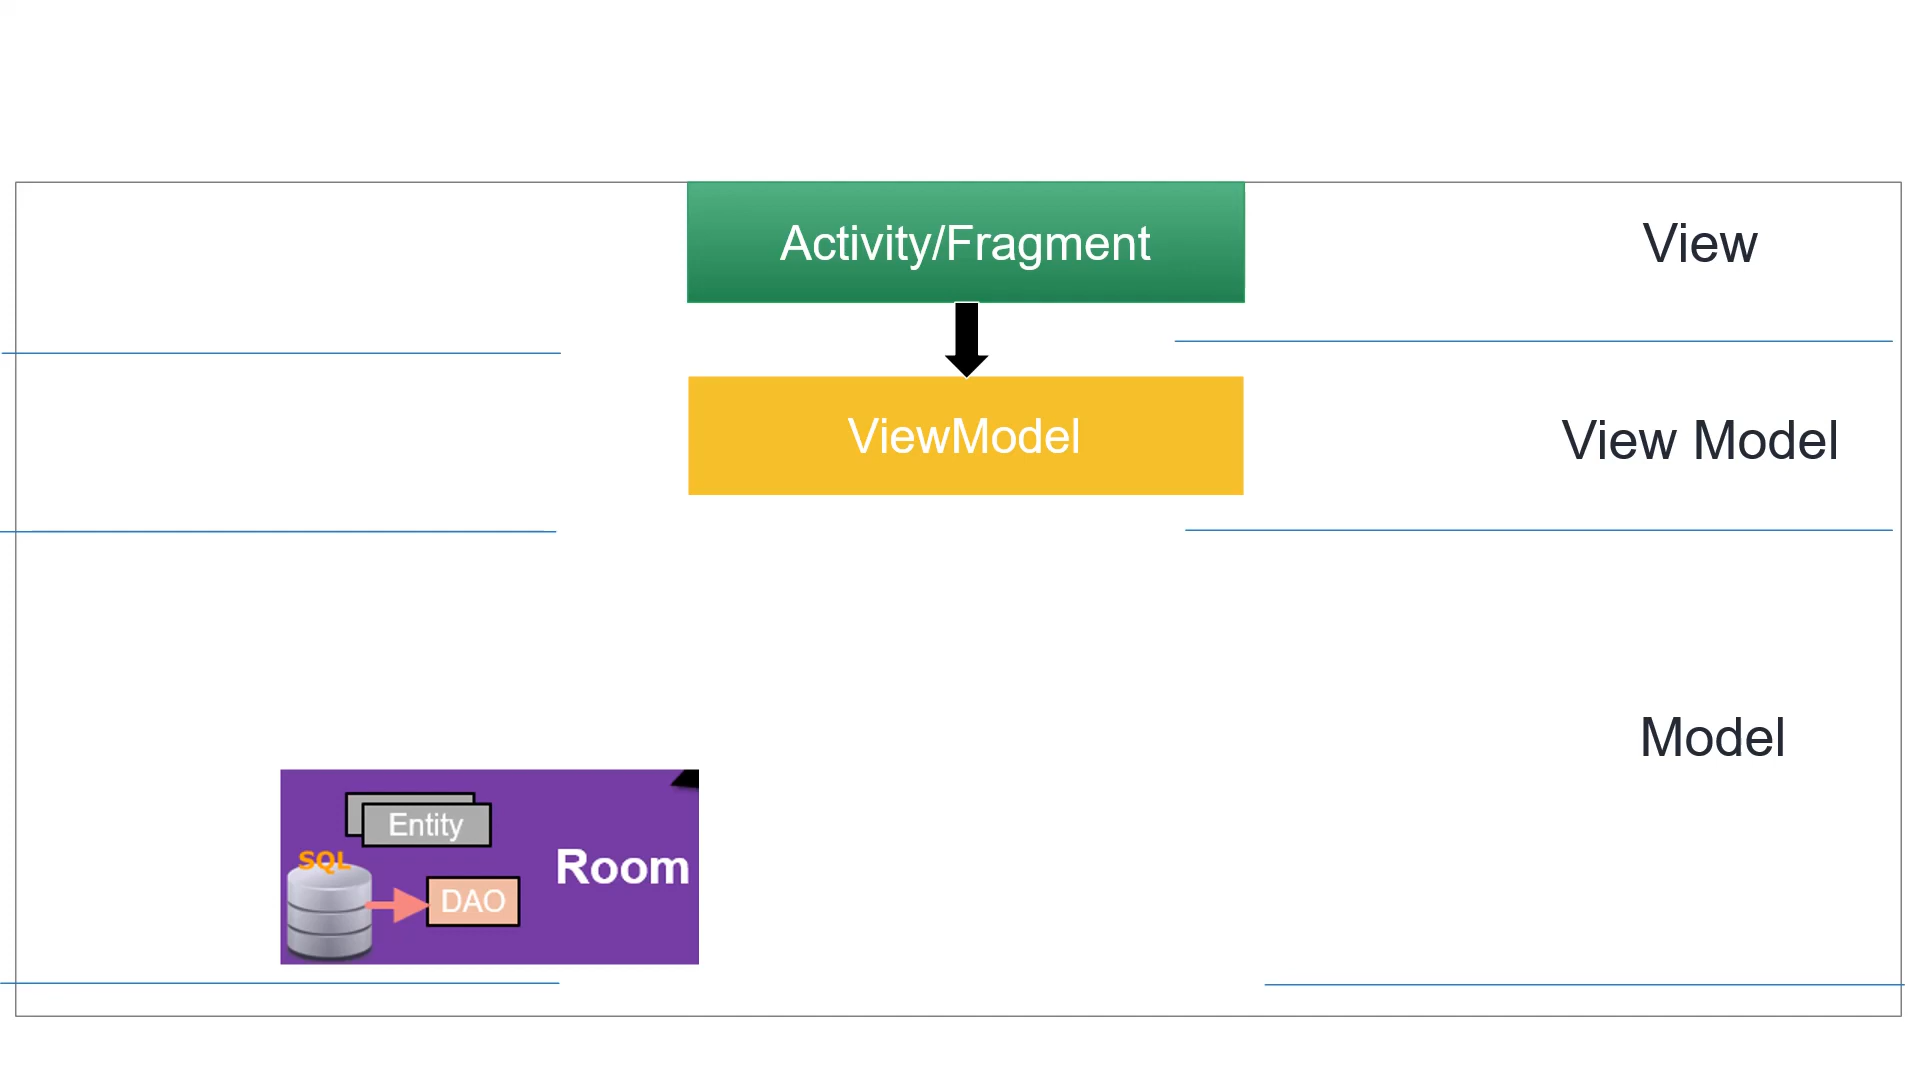 Activity/Fragment
View
ViewModel
View Model
Model
Entity
SQL
Room
DAO